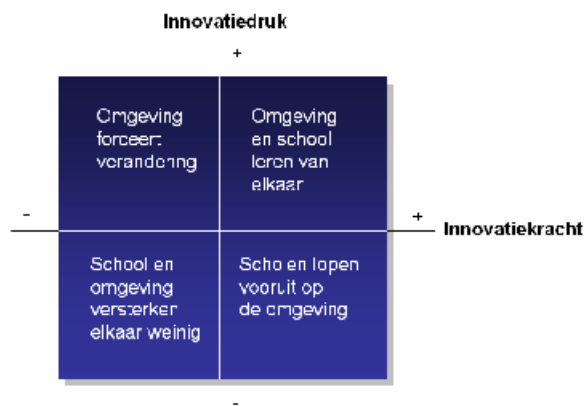 Innovatiedruk
+
Omgeving
forceert
verandering
Omgeving
en school
leren van
elkaar
-
+
Innovatiekracht
School en
omgeving
versterken
elkaar weinig
Scholen lopen
vooruit op
de omgeving
-